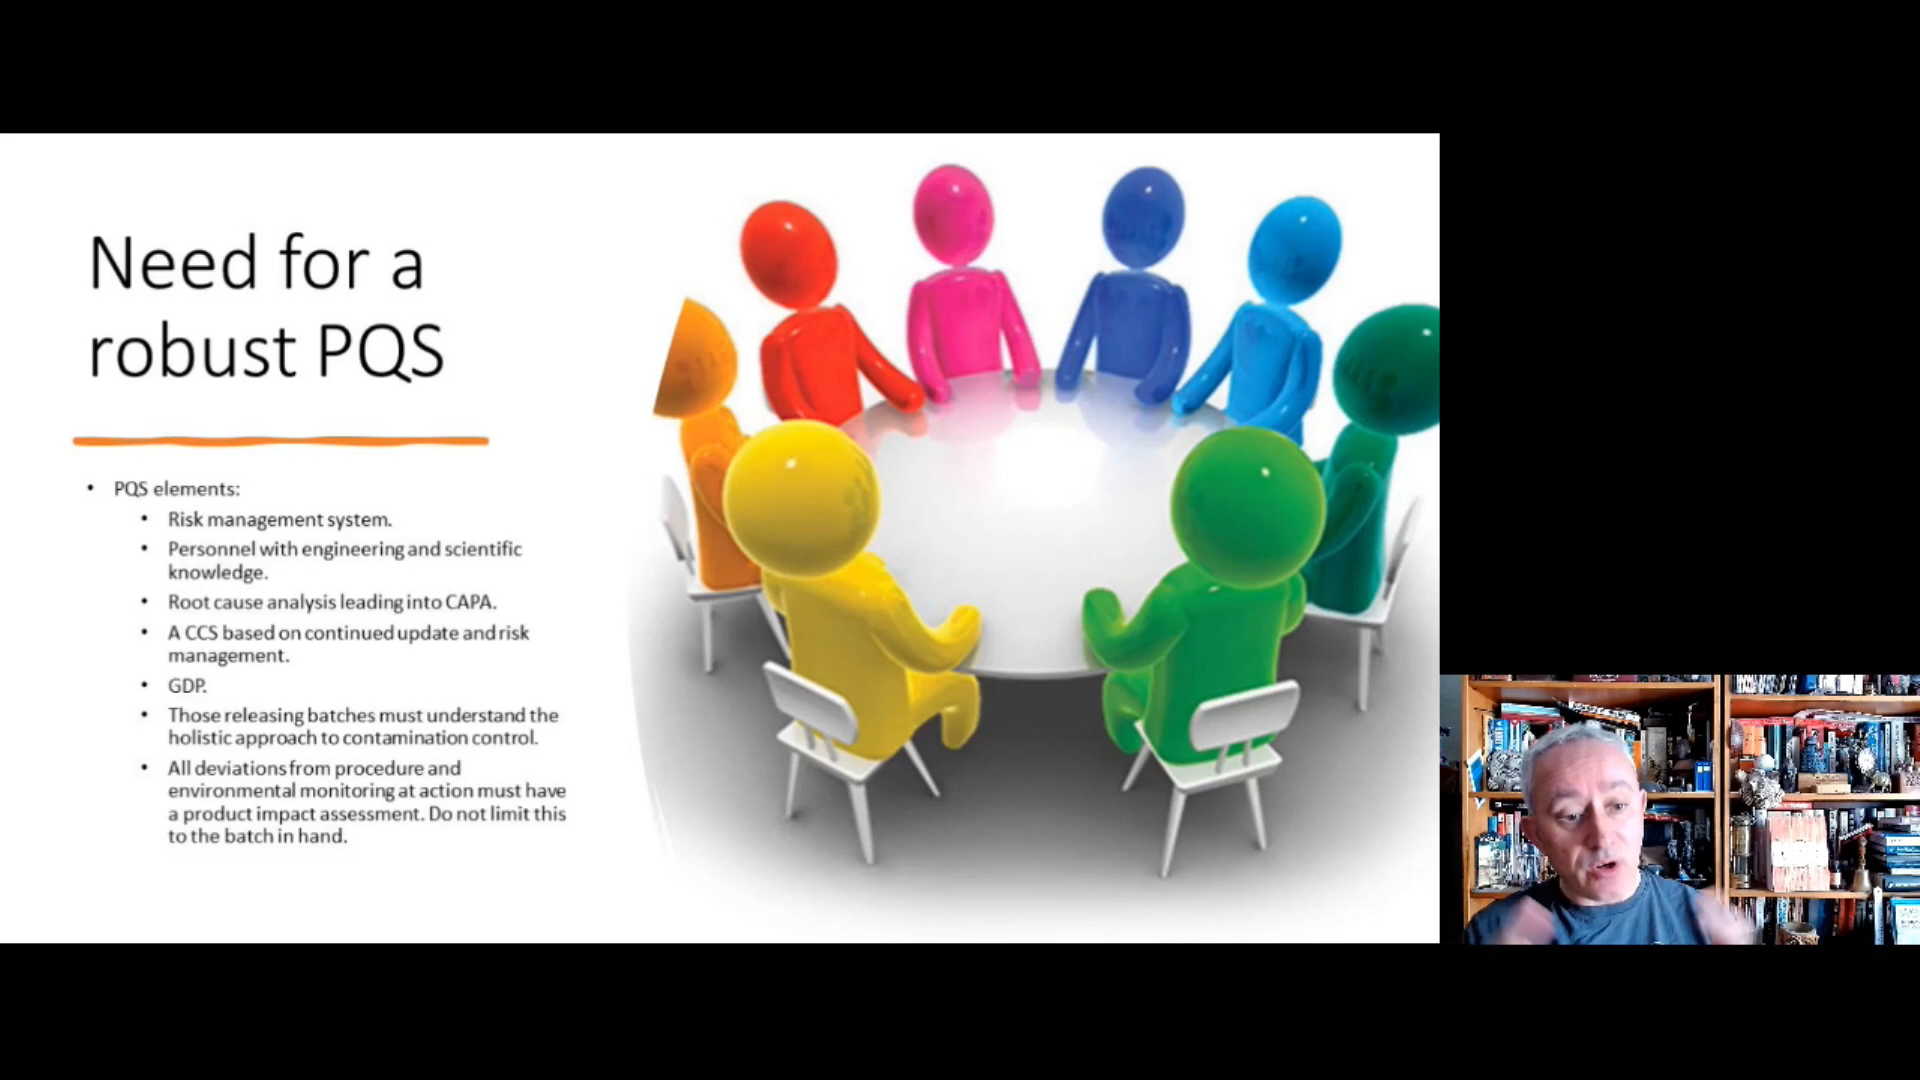 Need for a
robust PQS
• PQS elements:
• Risk management system.
• Personnel with engineering and scientific
knowledge.
• Root cause analysis leading into CAPA.
• A CCS based on continued update and risk
management.
• GDP.
• Those releasing batches must understand the
holistic approach to contamination control.
• All deviations from procedure and
environmental monitoring at action must have
a product impact assessment. Do not limit this
to the batch in hand.